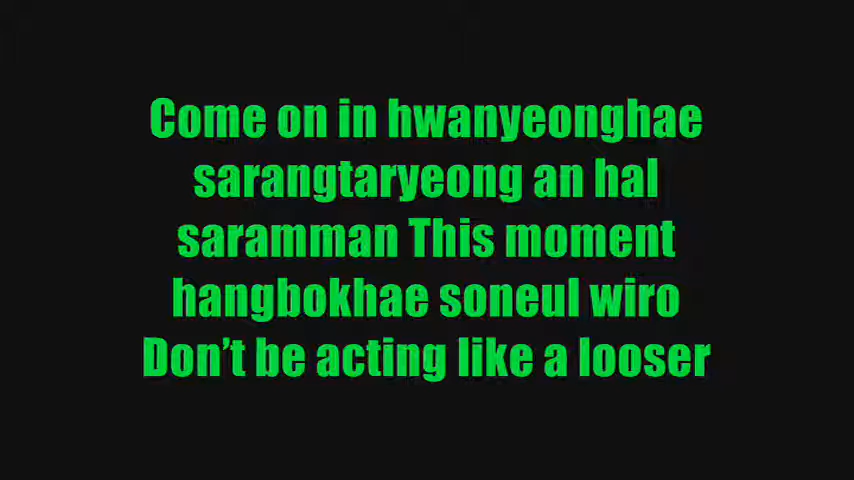 Come on in hwanyeonghae
sarangtaryeong an hal
saramman This moment
hangbokhae soneul wiro
Don't be acting like a looser